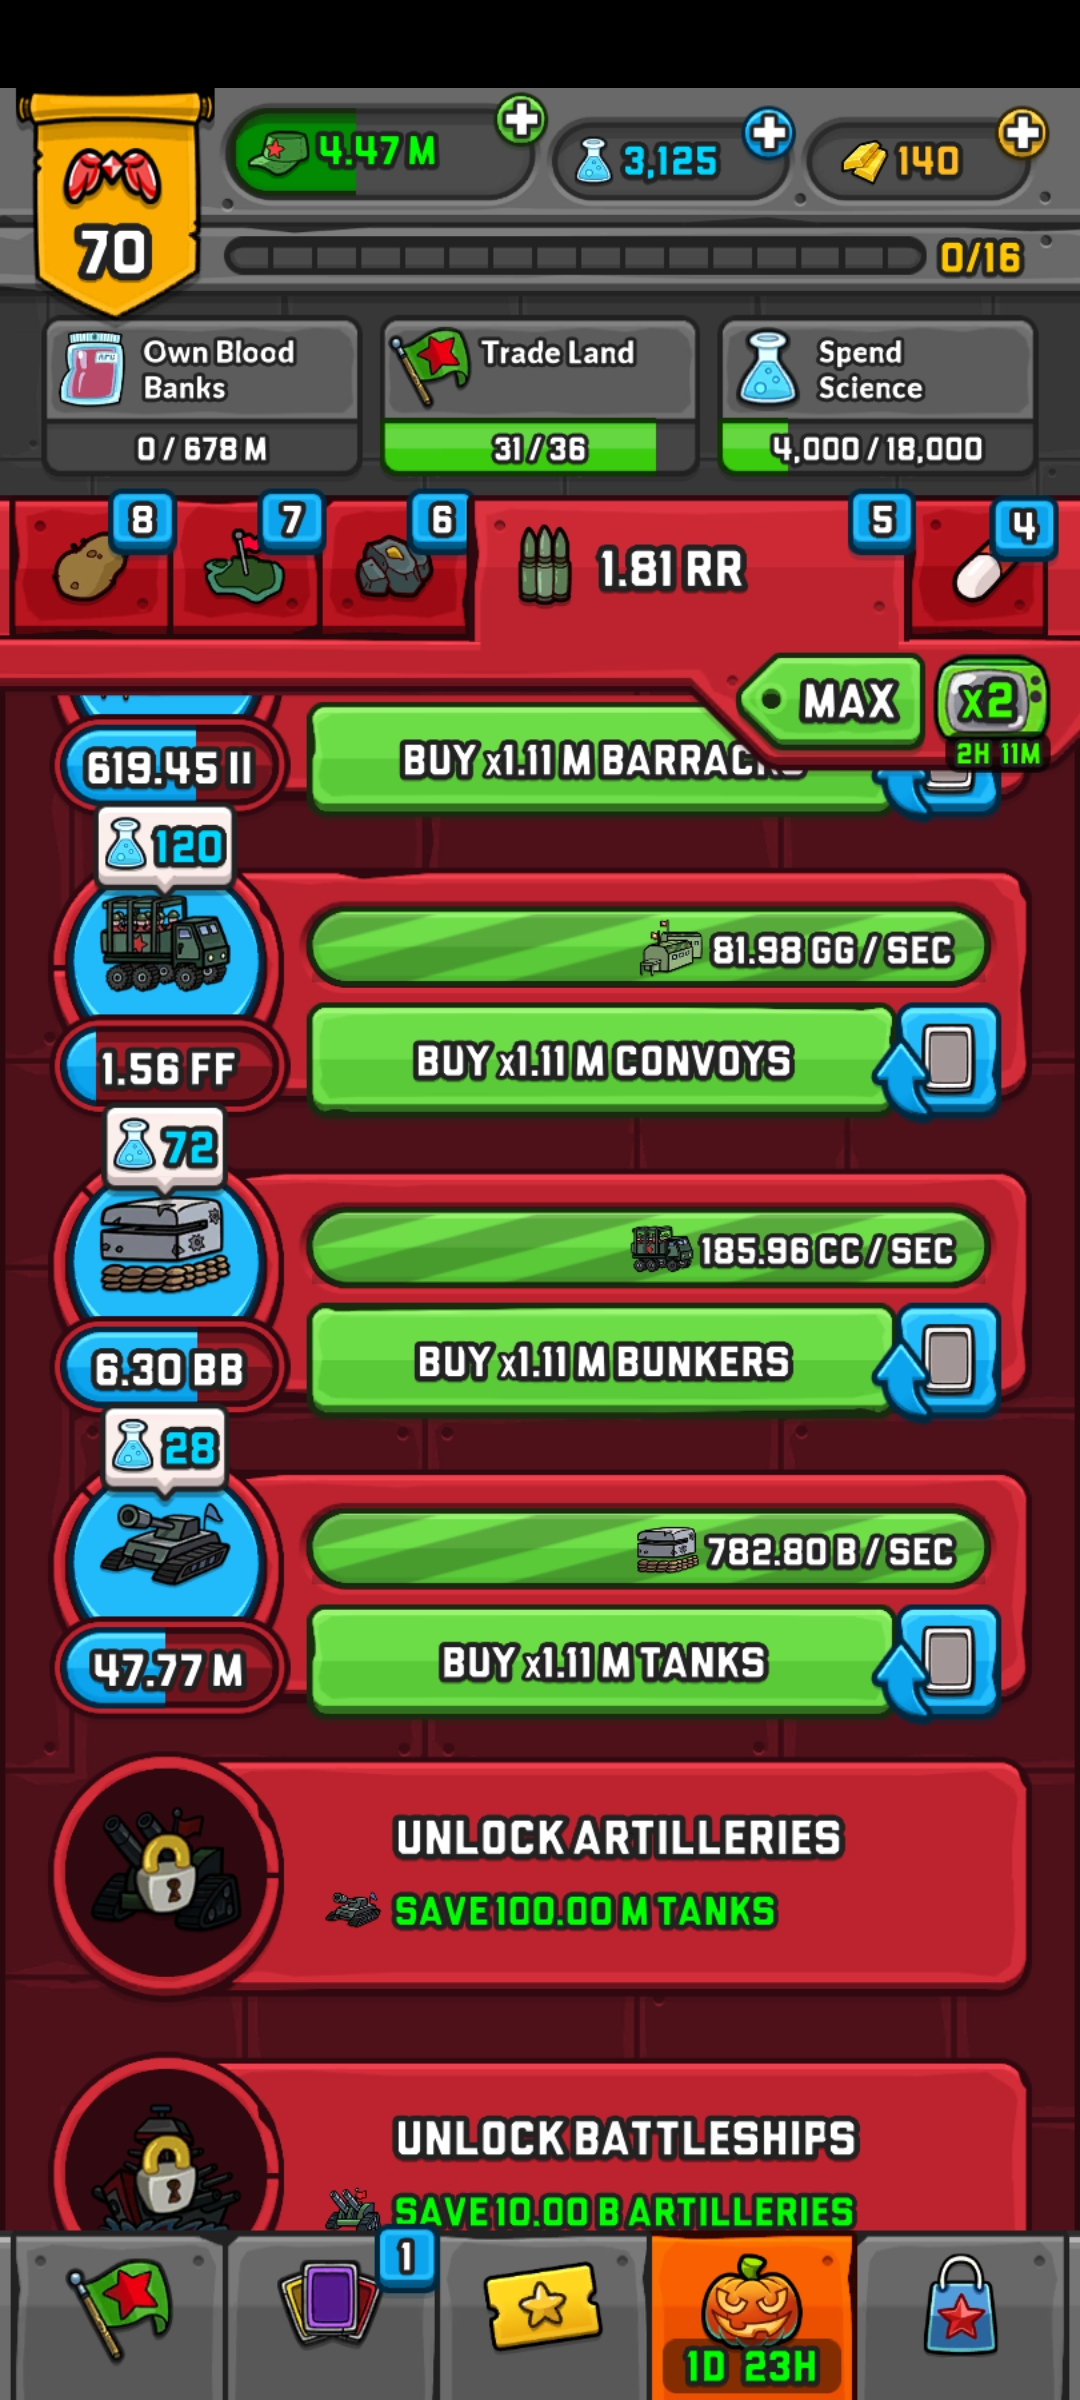 4.47 M
3,125
140
70
0/16
Own Blood
Banks
0 / 678 M
Trade Land
31 / 36
Spend
Science
4,000 / 18,000
8
7
6
1.81 RR
5
4
MAX
x2
2H 11M
619.45 II
BUY x1.11 M BARRACKS
120
81.98 GG / SEC
1.56 FF
BUY x1.11 M CONVOYS
72
185.96 CC / SEC
6.30 BB
BUY x1.11 M BUNKERS
28
782.80 B / SEC
47.77 M
BUY x1.11 M TANKS
UNLOCK ARTILLERIES
SAVE 100.00 M TANKS
UNLOCK BATTLESHIPS
SAVE 10.00 B ARTILLERIES
1
1D 23H